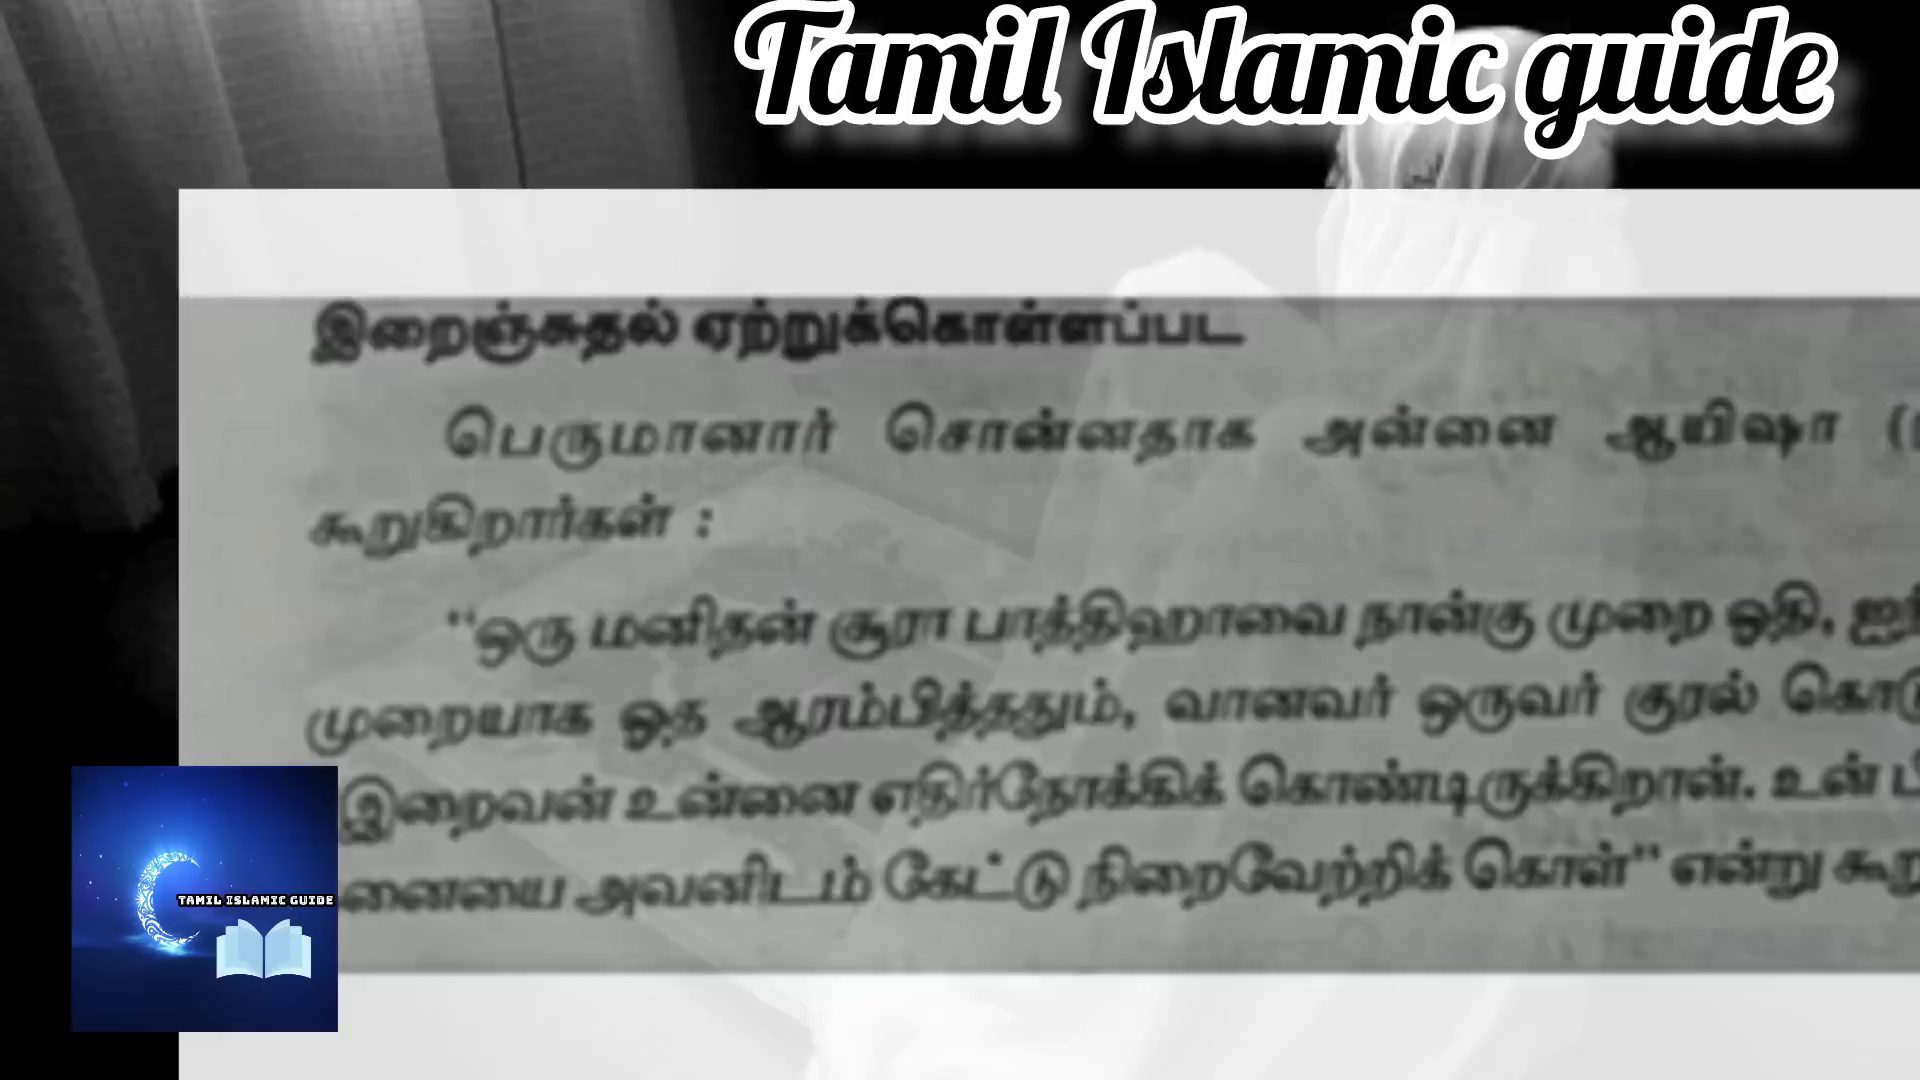 Tamil Islamic guide
இறைஞ்சுதல் ஏற்றுக்கொள்ளப்பட
பெருமானார் சொன்னதாக அன்னை ஆயிஷா
கூறுகிறார்கள் :
“ஒரு மனிதன் சூரா பாத்திஹாவை நான்கு முறை ஓதி,
முறையாக ஓத ஆரம்பித்ததும், வானவர் ஒருவர் குரல்
இறைவன் உன்னை எதிர்நோக்கிக் கொண்டிருக்கிறான். உன்
னையை அவனிடம் கேட்டு நிறைவேற்றிக் கொள்” என்று
TAMIL ISLAMIC GUIDE